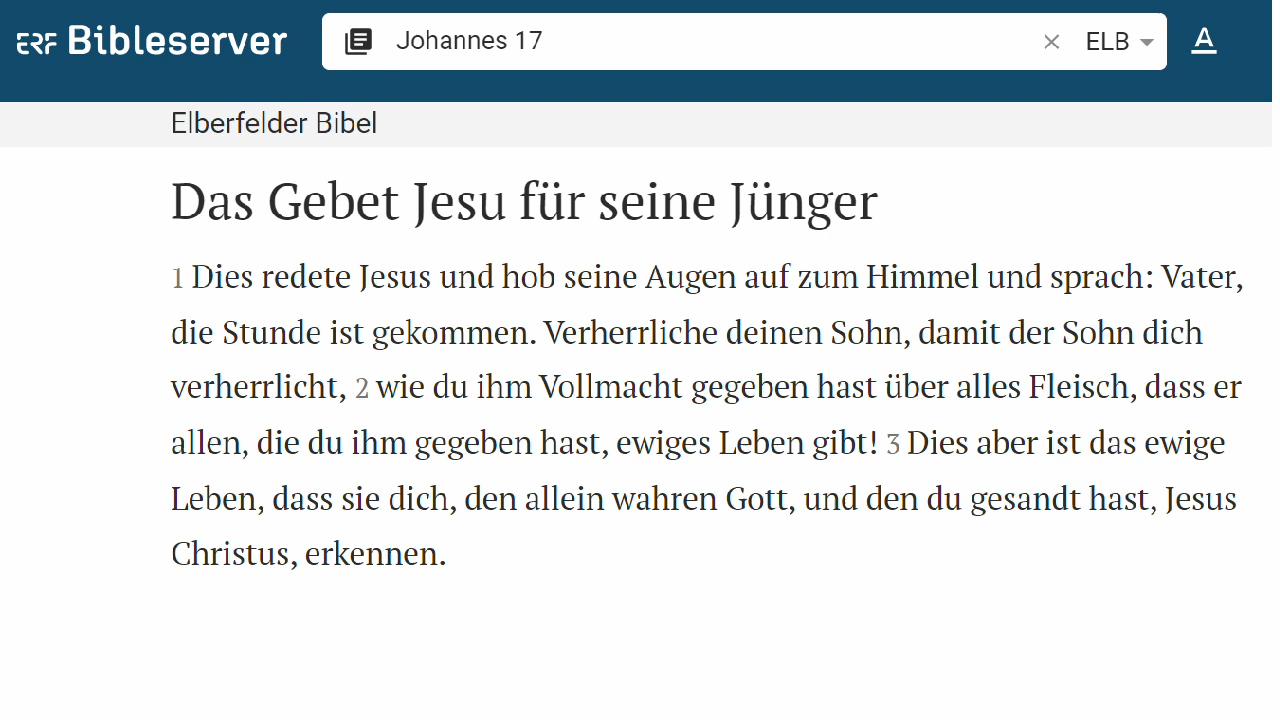 ERF Bibleserver
Johannes 17
ELB
A
Elberfelder Bibel
Das Gebet Jesu für seine Jünger
1 Dies redete Jesus und hob seine Augen auf zum Himmel und sprach: Vater,
die Stunde ist gekommen. Verherrliche deinen Sohn, damit der Sohn dich
verherrlicht, 2 wie du ihm Vollmacht gegeben hast über alles Fleisch, dass er
allen, die du ihm gegeben hast, ewiges Leben gibt! 3 Dies aber ist das ewige
Leben, dass sie dich, den allein wahren Gott, und den du gesandt hast, Jesus
Christus, erkennen.